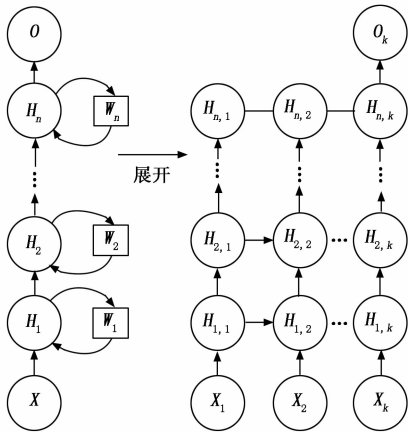 O O_k
H_n W_n H_{n,1} H_{n,2} H_{n,k}
展开
H_2 W_2 H_{2,1} H_{2,2} … H_{2,k}
H_1 W_1 H_{1,1} H_{1,2} … H_{1,k}
X X_1 X_2 X_k